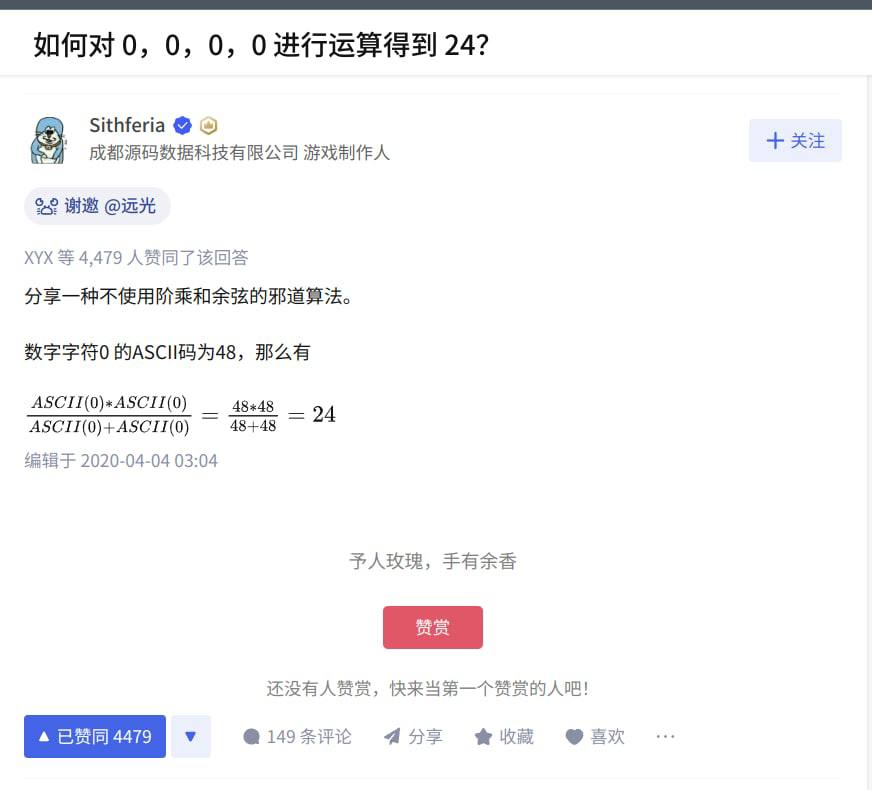 如何对 0，0，0，0 进行运算得到 24？
Sithferia
成都源码数据科技有限公司 游戏制作人
关注
谢邀 @远光
XYX 等 4,479 人赞同了该回答
分享一种不使用阶乘和余弦的邪道算法。
数字字符0 的ASCII码为48，那么有
ASCII(0)*ASCII(0) / ASCII(0)+ASCII(0) = 48*48 / 48+48 = 24
编辑于 2020-04-04 03:04
予人玫瑰，手有余香
赞赏
还没有人赞赏，快来当第一个赞赏的人吧！
▲ 已赞同 4479 ▼ 149 条评论 分享 收藏 喜欢 ···